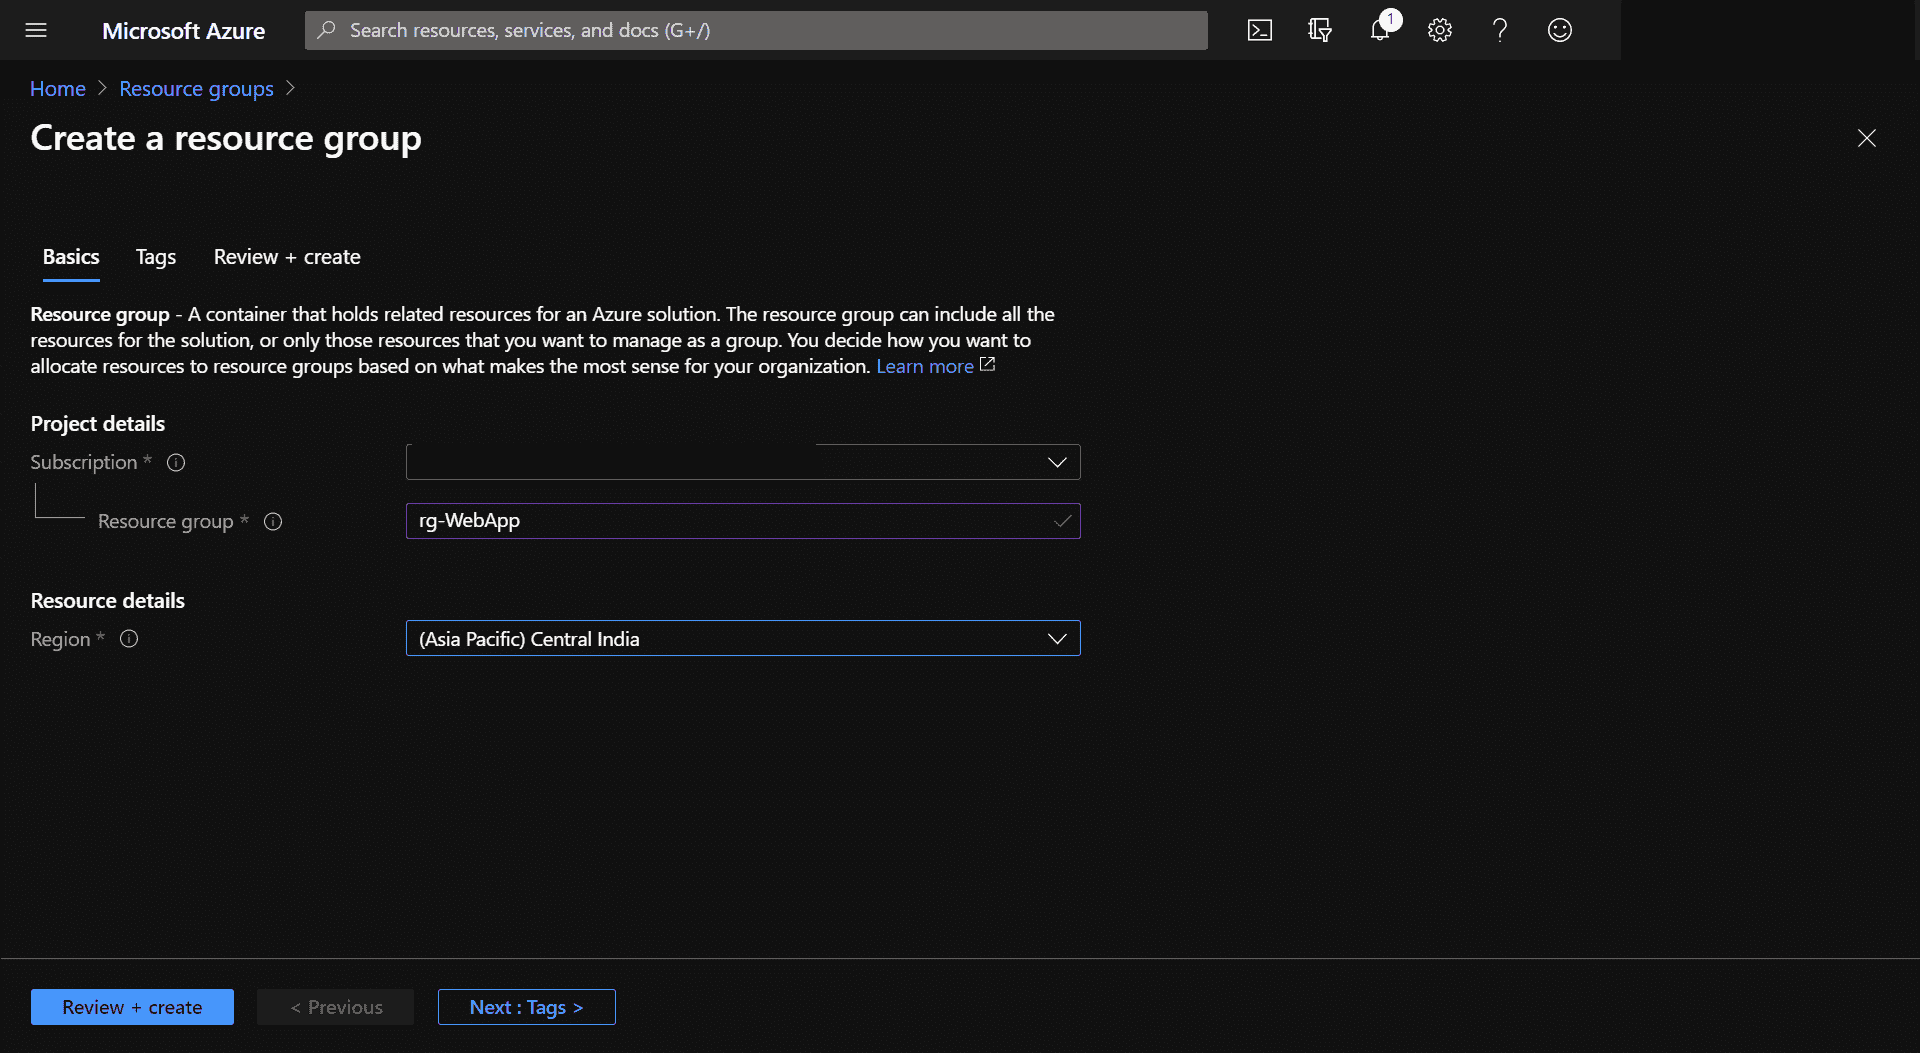 Microsoft Azure
Search resources, services, and docs (G+/)
1
Home > Resource groups >
Create a resource group
Basics Tags Review + create
Resource group - A container that holds related resources for an Azure solution. The resource group can include all the
resources for the solution, or only those resources that you want to manage as a group. You decide how you want to
allocate resources to resource groups based on what makes the most sense for your organization. Learn more
Project details
Subscription *
Resource group *
rg-WebApp
Resource details
Region *
(Asia Pacific) Central India
Review + create
< Previous
Next : Tags >